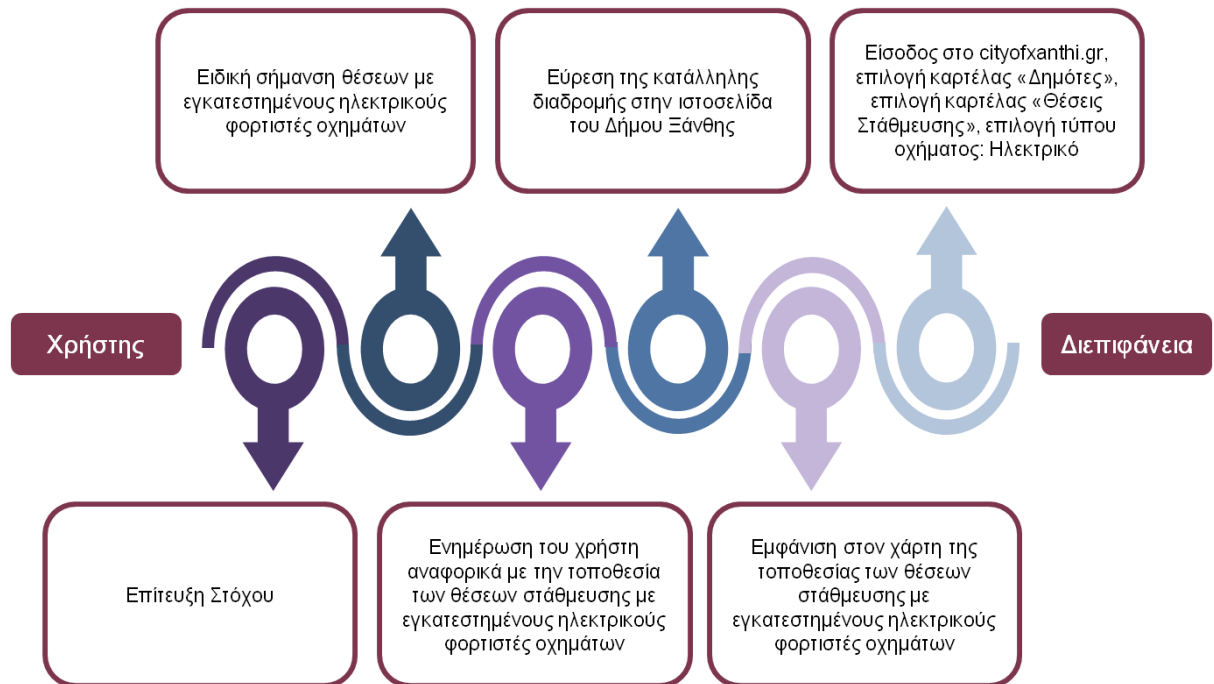 Ειδική σήμανση θέσεων με
εγκατεστημένους ηλεκτρικούς
φορτιστές οχημάτων
Εύρεση της κατάλληλης
διαδρομής στην ιστοσελίδα
του Δήμου Ξάνθης
Είσοδος στο cityofxanthi.gr,
επιλογή καρτέλας «Δημότες»,
επιλογή καρτέλας «Θέσεις
Στάθμευσης», επιλογή τύπου
οχήματος: Ηλεκτρικό
Χρήστης
Διεπιφάνεια
Επίτευξη Στόχου
Ενημέρωση του χρήστη
αναφορικά με την τοποθεσία
των θέσεων στάθμευσης με
εγκατεστημένους ηλεκτρικούς
φορτιστές οχημάτων
Εμφάνιση στον χάρτη της
τοποθεσίας των θέσεων
στάθμευσης με
εγκατεστημένους ηλεκτρικούς
φορτιστές οχημάτων